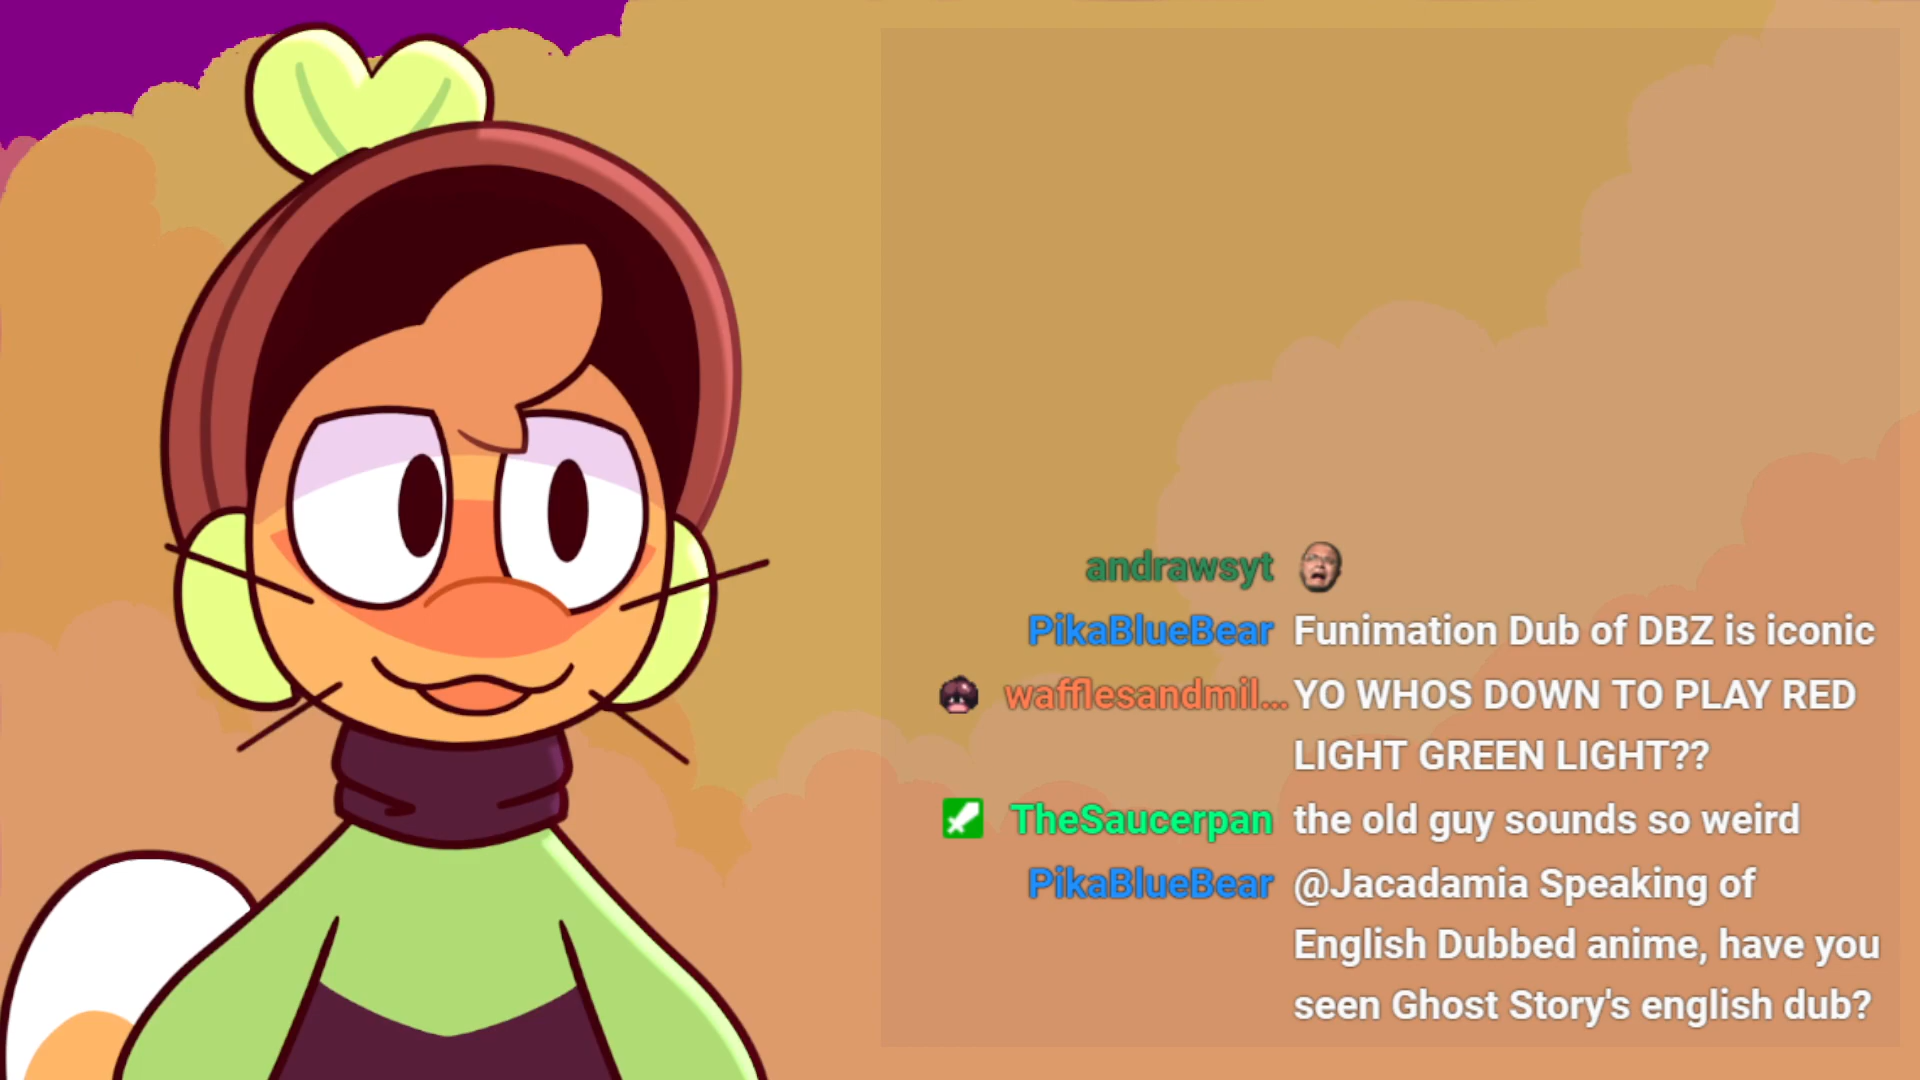 andrawsyt
PikaBlueBear Funimation Dub of DBZ is iconic
wafflesandmil... YO WHOS DOWN TO PLAY RED
LIGHT GREEN LIGHT??
TheSaucerpan the old guy sounds so weird
PikaBlueBear @Jacadamia Speaking of
English Dubbed anime, have you
seen Ghost Story's english dub?